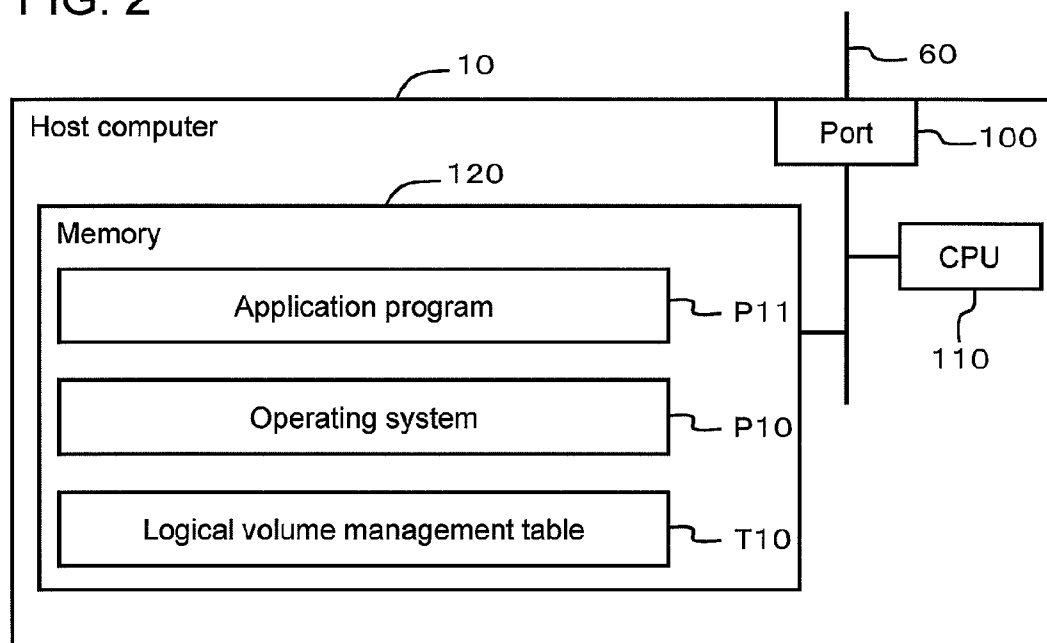 FIG. 2
60
10
Host computer
Port
100
120
Memory
CPU
Application program
P11
110
Operating system
P10
Logical volume management table
T10